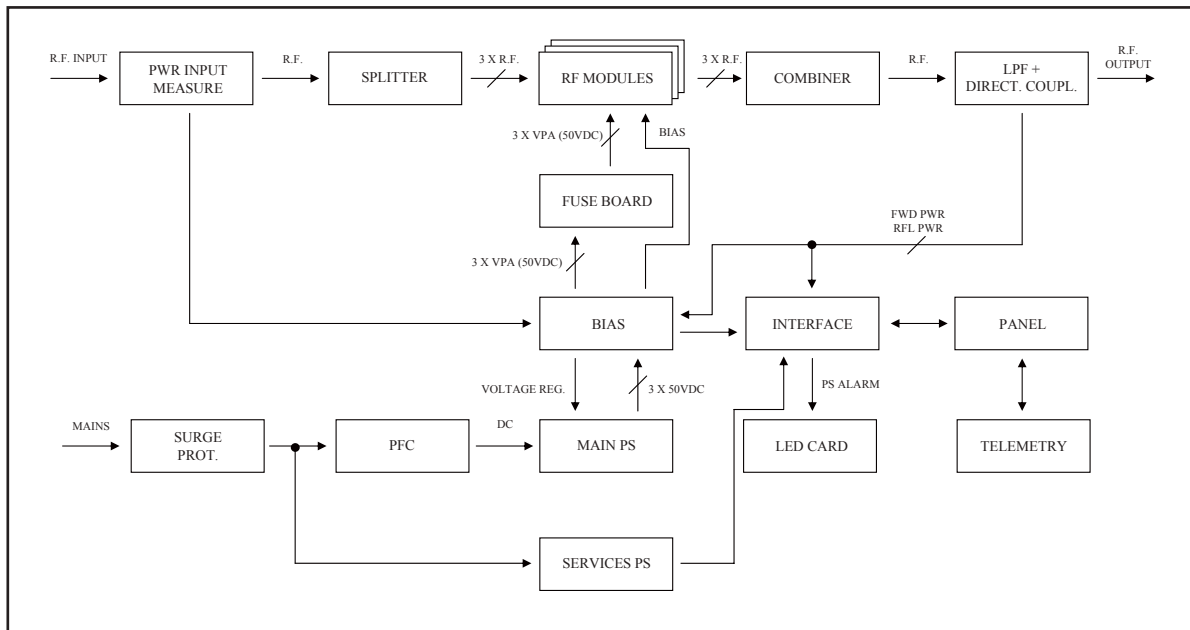 R.F. INPUT
PWR INPUT
MEASURE
R.F.
SPLITTER
3 X R.F.
RF MODULES
3 X R.F.
COMBINER
R.F.
LPF +
DIRECT. COUPL.
R.F.
OUTPUT
3 X VPA (50VDC)
BIAS
FUSE BOARD
FWD PWR
RFL PWR
3 X VPA (50VDC)
BIAS
INTERFACE
PANEL
VOLTAGE REG.
3 X 50VDC
PS ALARM
MAINS
SURGE
PROT.
PFC
DC
MAIN PS
LED CARD
TELEMETRY
SERVICES PS